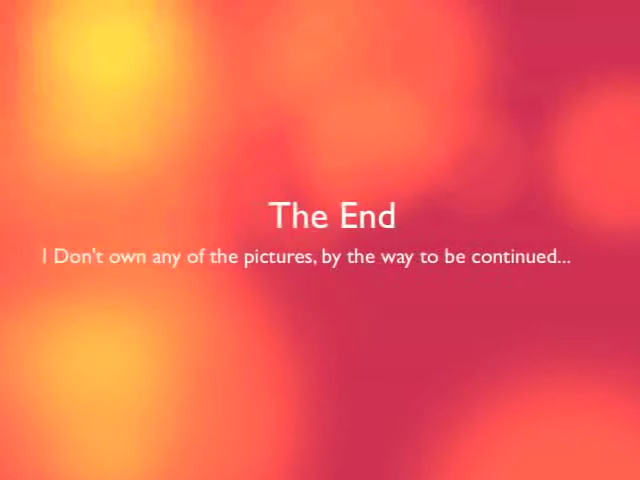 The End
I Don't own any of the pictures, by the way to be continued...